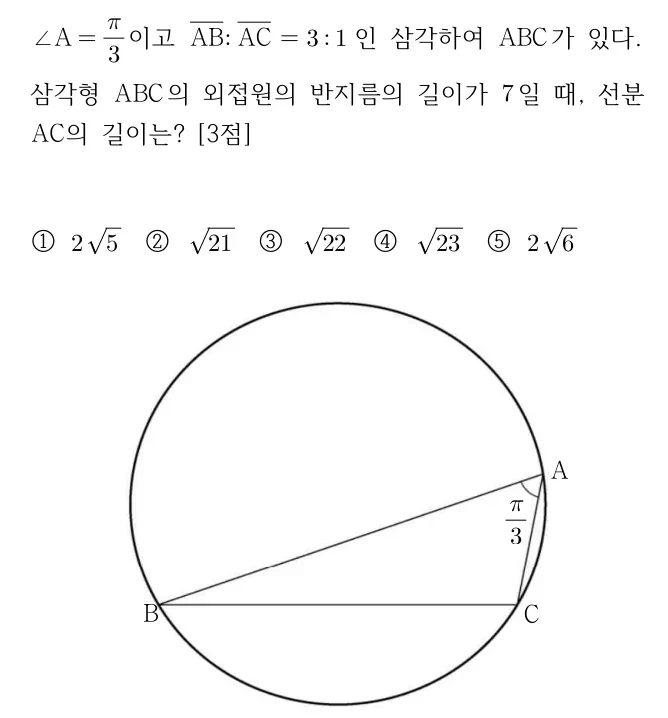 ∠A = π/3 이고 AB : AC = 3 : 1 인 삼각하여 ABC가 있다.
삼각형 ABC의 외접원의 반지름의 길이가 7일 때, 선분
AC의 길이는? [3점]
① 2√5 ② √21 ③ √22 ④ √23 ⑤ 2√6
A
π/3
B
C